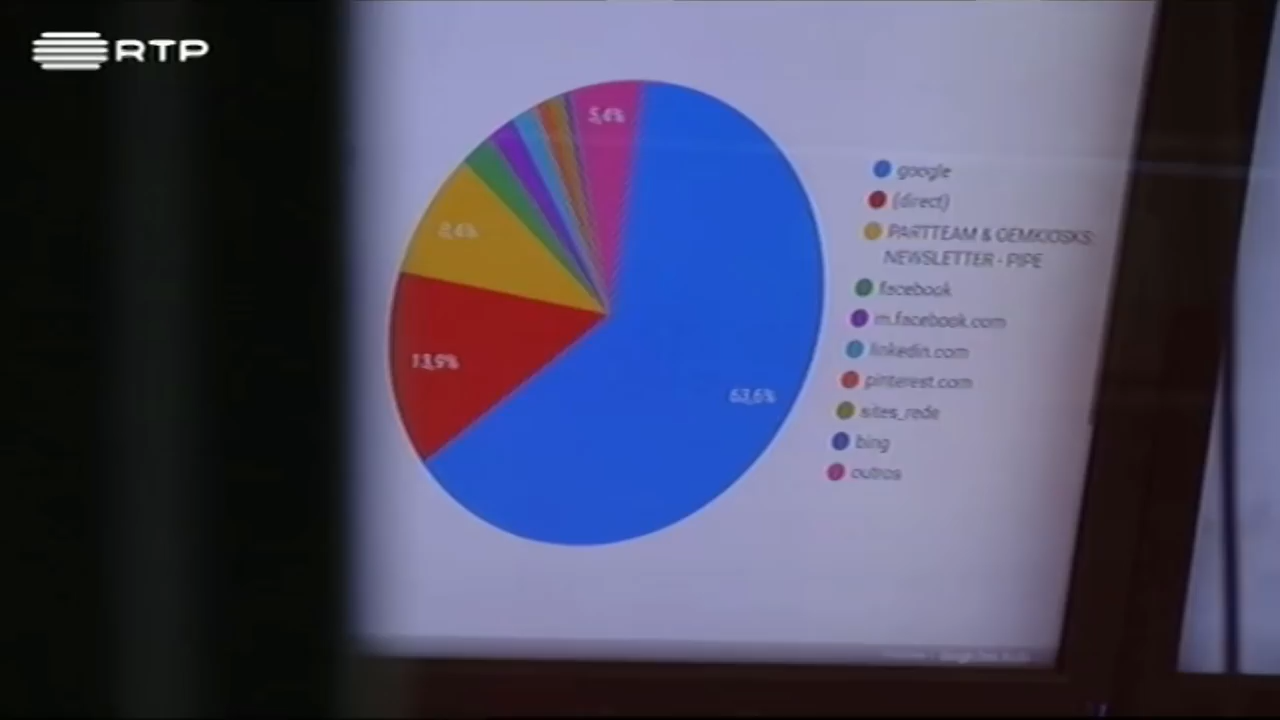 RTP
5,4%
8,4%
13,9%
63,6%
google
(direct)
PARTTEAM & OEMKIOSKS:
NEWSLETTER - PIPE
facebook
m.facebook.com
linkedin.com
pinterest.com
sites_rede
bing
outros